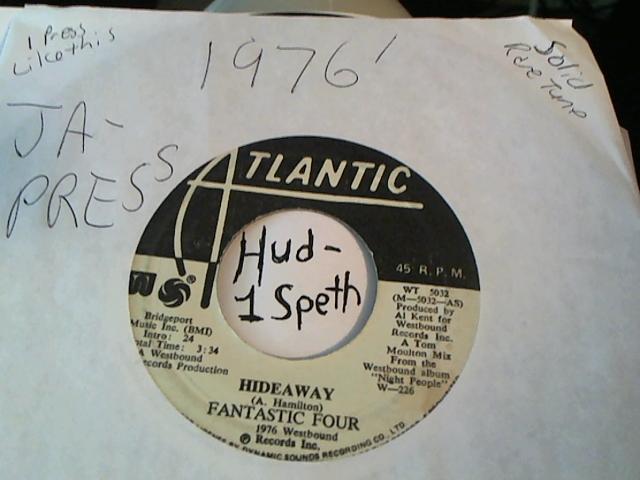 1 Press
Like this
1976'
Solid
Rare Tune
JA-
PRESS
ATLANTIC
45 R. P. M.
Hud-
1 Speth
W
Bridgeport
Music Inc. (BMI)
Intro: 24
otal Time: 3:34
A Westbound
ecords Production
WT 5032
(M—5032—AS)
Produced by
Al Kent for
Westbound
Records Inc.
A Tom
Moulton Mix
From the
Westbound album
"Night People"
W—226
HIDEAWAY
(A. Hamilton)
FANTASTIC FOUR
1976 Westbound
℗ Records Inc.
BY DYNAMIC SOUNDS RECORDING CO. LTD.